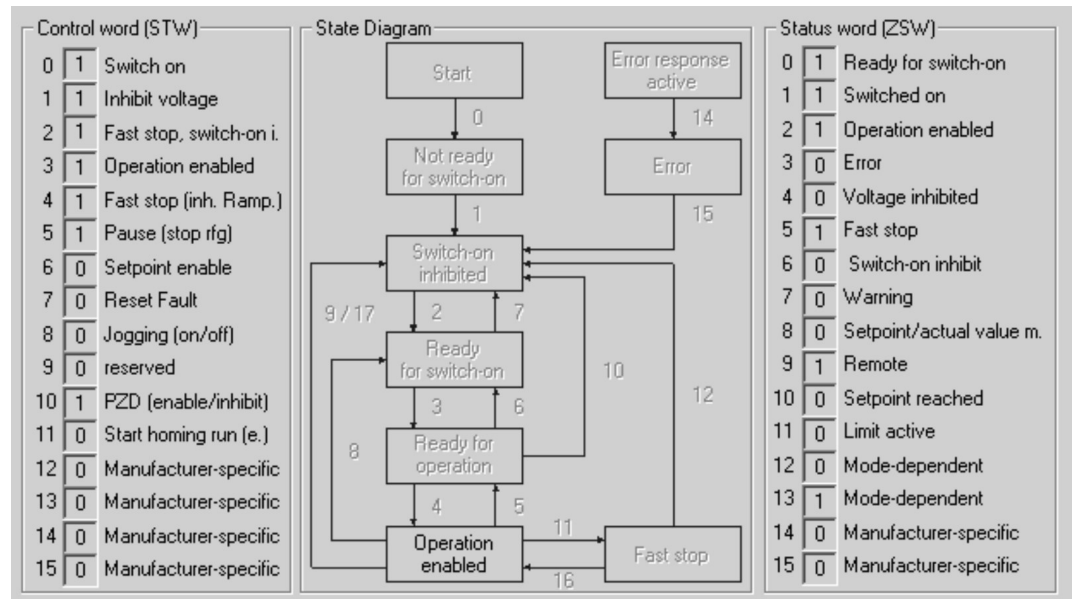 Control word (STW)
0 1 Switch on
1 1 Inhibit voltage
2 1 Fast stop, switch-on i.
3 1 Operation enabled
4 1 Fast stop (inh. Ramp.)
5 1 Pause (stop rfg)
6 0 Setpoint enable
7 0 Reset Fault
8 0 Jogging (on/off)
9 0 reserved
10 1 PZD (enable/inhibit)
11 0 Start homing run (e.)
12 0 Manufacturer-specific
13 0 Manufacturer-specific
14 0 Manufacturer-specific
15 0 Manufacturer-specific
State Diagram
Start
Error response
active
0
14
Not ready
for switch-on
Error
1
15
Switch-on
inhibited
9 / 17
2
7
Ready
for switch-on
10
12
3
6
Ready for
operation
8
4
5
11
Operation
enabled
Fast stop
16
Status word (ZSW)
0 1 Ready for switch-on
1 1 Switched on
2 1 Operation enabled
3 0 Error
4 0 Voltage inhibited
5 1 Fast stop
6 0 Switch-on inhibit
7 0 Warning
8 0 Setpoint/actual value m.
9 1 Remote
10 0 Setpoint reached
11 0 Limit active
12 0 Mode-dependent
13 1 Mode-dependent
14 0 Manufacturer-specific
15 0 Manufacturer-specific